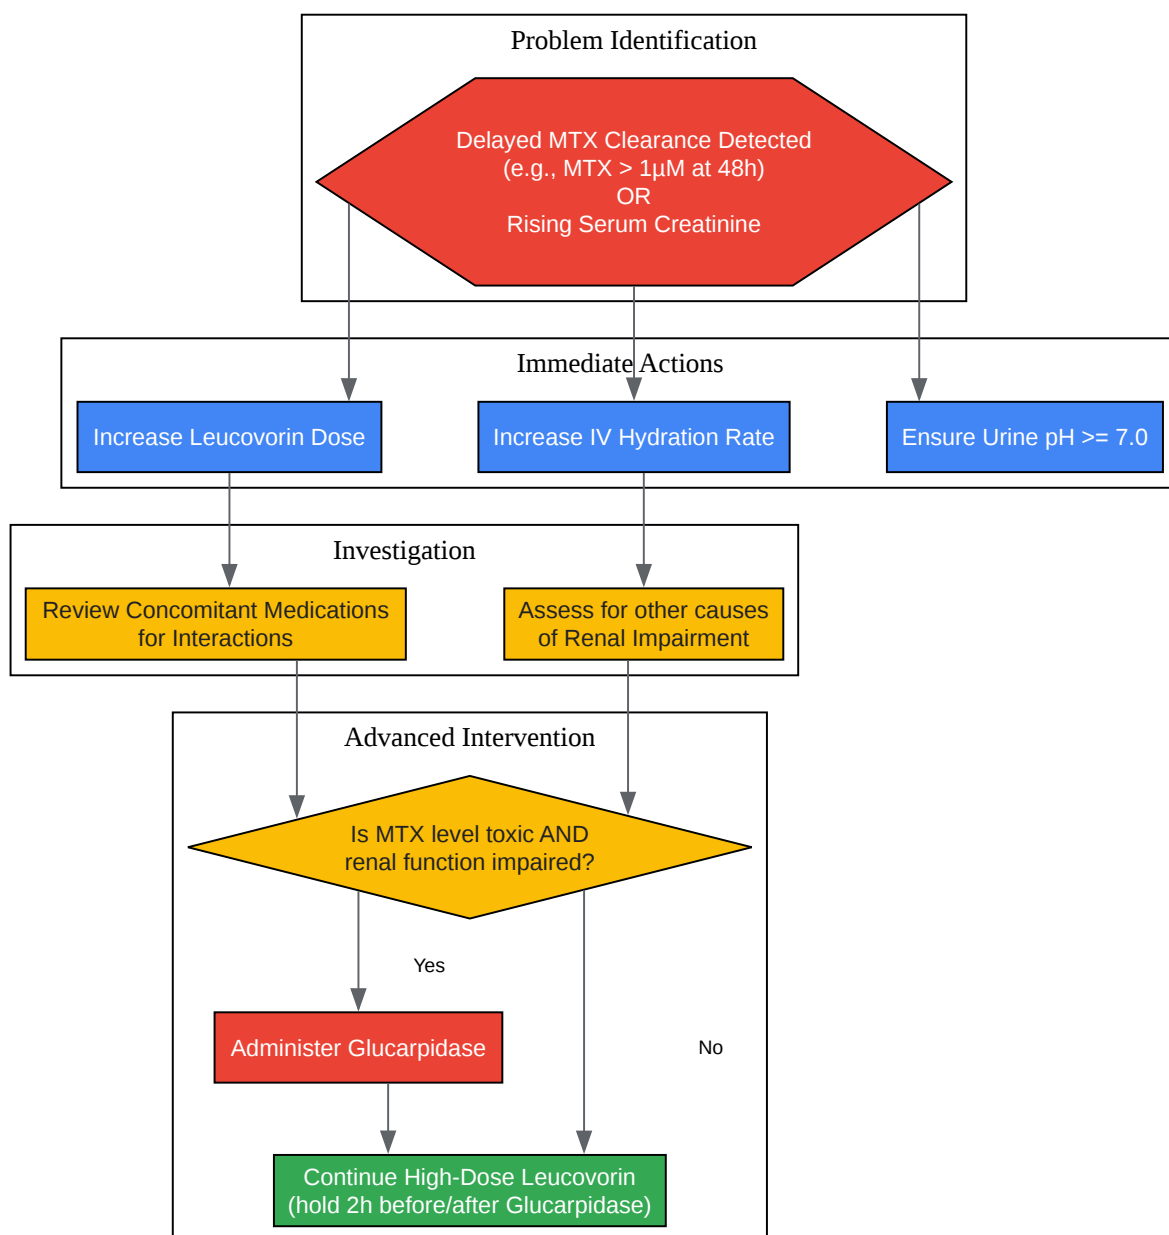 Problem Identification
Delayed MTX Clearance Detected
(e.g., MTX > 1µM at 48h)
OR
Rising Serum Creatinine
Immediate Actions
Increase Leucovorin Dose
Increase IV Hydration Rate
Ensure Urine pH >= 7.0
Investigation
Review Concomitant Medications
for Interactions
Assess for other causes
of Renal Impairment
Advanced Intervention
Is MTX level toxic AND
renal function impaired?
Yes
Administer Glucarpidase
No
Continue High-Dose Leucovorin
(hold 2h before/after Glucarpidase)